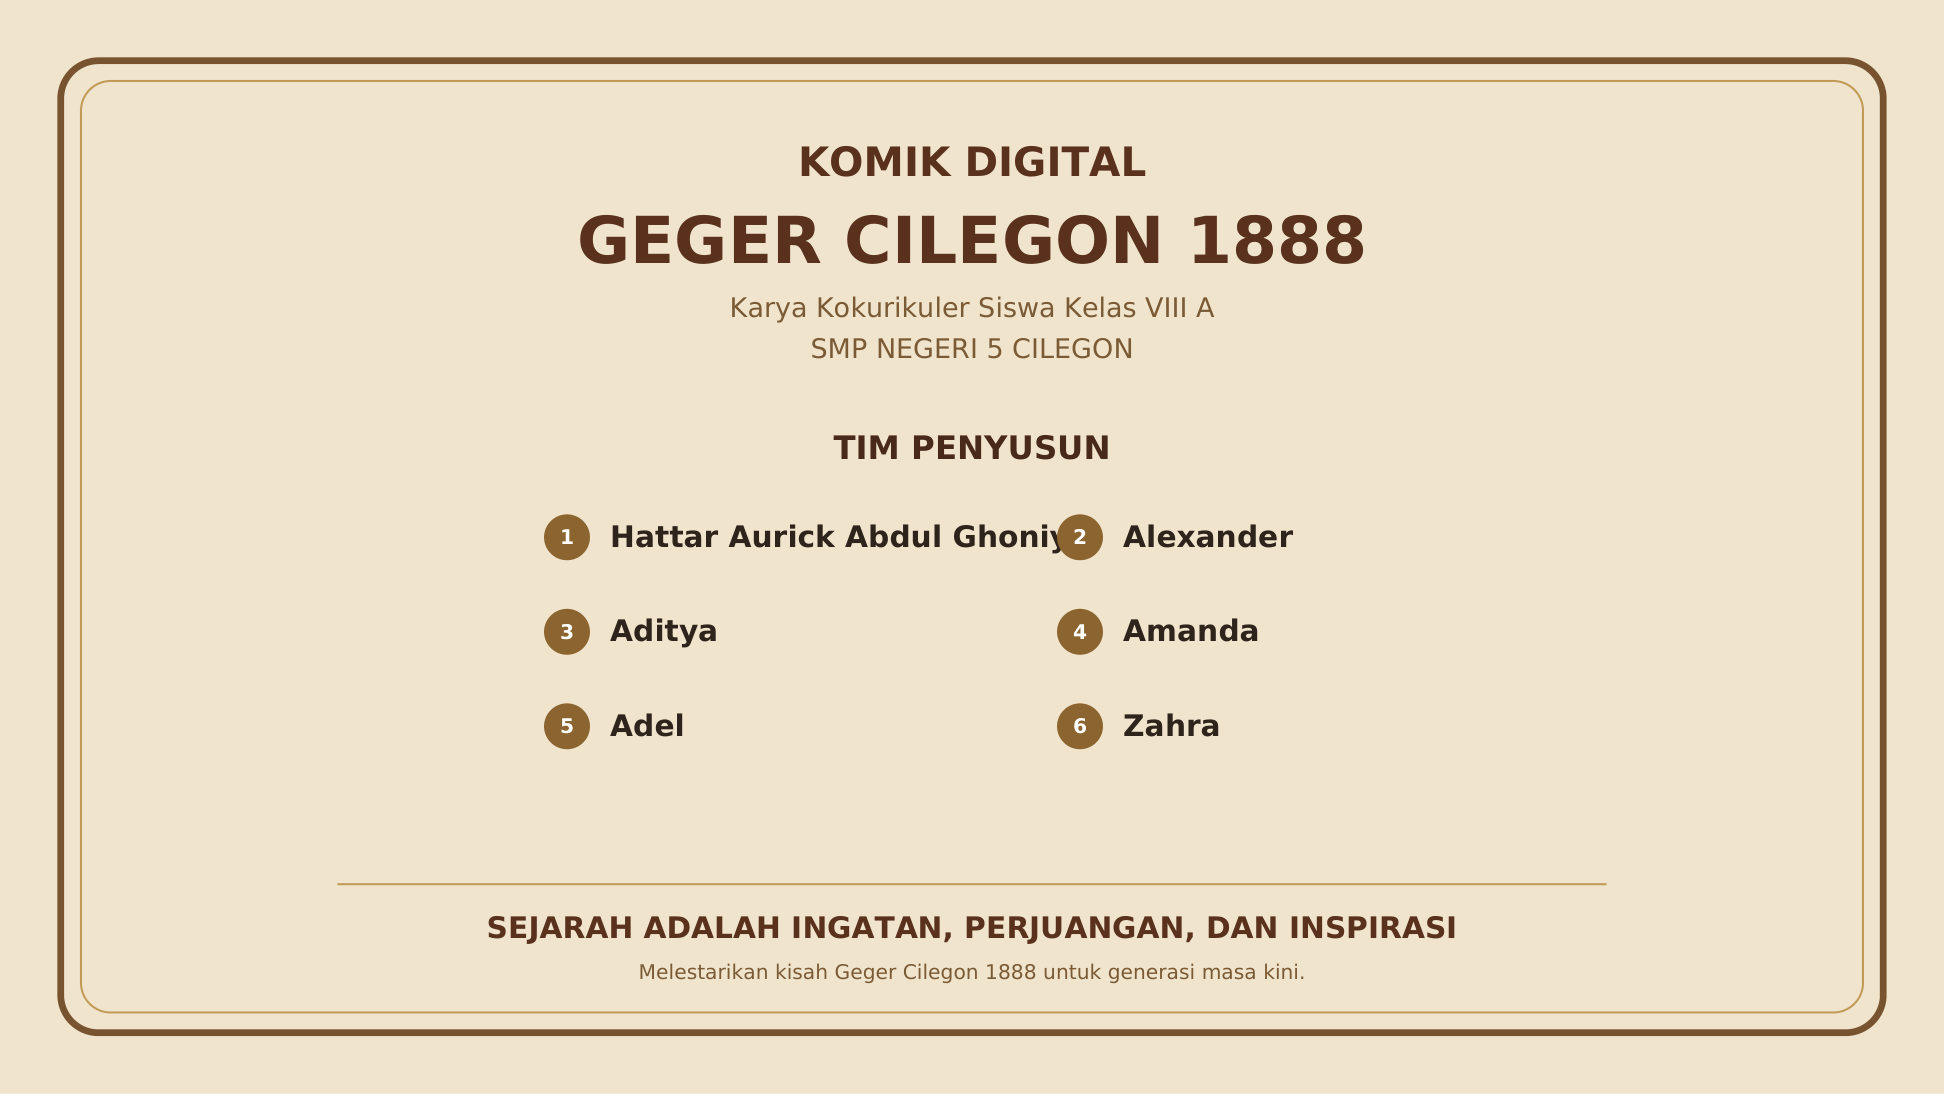 KOMIK DIGITAL
GEGER CILEGON 1888
Karya Kokurikuler Siswa Kelas VIII A
SMP NEGERI 5 CILEGON
TIM PENYUSUN
1 Hattar Aurick Abdul
2 Alexander
3 Aditya
4 Amanda
5 Adel
6 Zahra
SEJARAH ADALAH INGATAN, PERJUANGAN, DAN INSPIRASI
Melestarikan kisah Geger Cilegon 1888 untuk generasi masa kini.